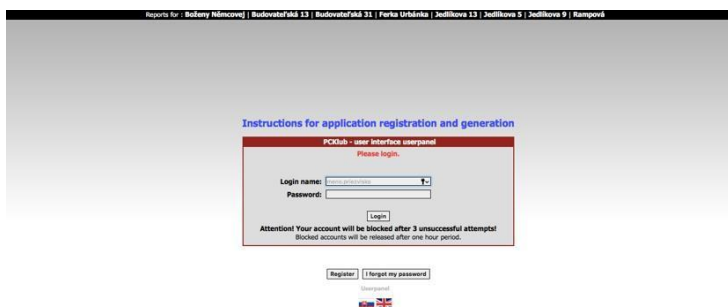 Reports for : Boženy Němcovej | Budovateľská 13 | Budovateľská 31 | Ferka Urbánka | Jedlíkova 13 | Jedlíkova 5 | Jedlíkova 9 | Rampová
Instructions for application registration and generation
PCKlub - user interface userpanel
Please login.
Login name: meno.priezvisko
Password:
Login
Attention! Your account will be blocked after 3 unsuccessful attempts!
Blocked accounts will be released after one hour period.
Register I forgot my password
Userpanel